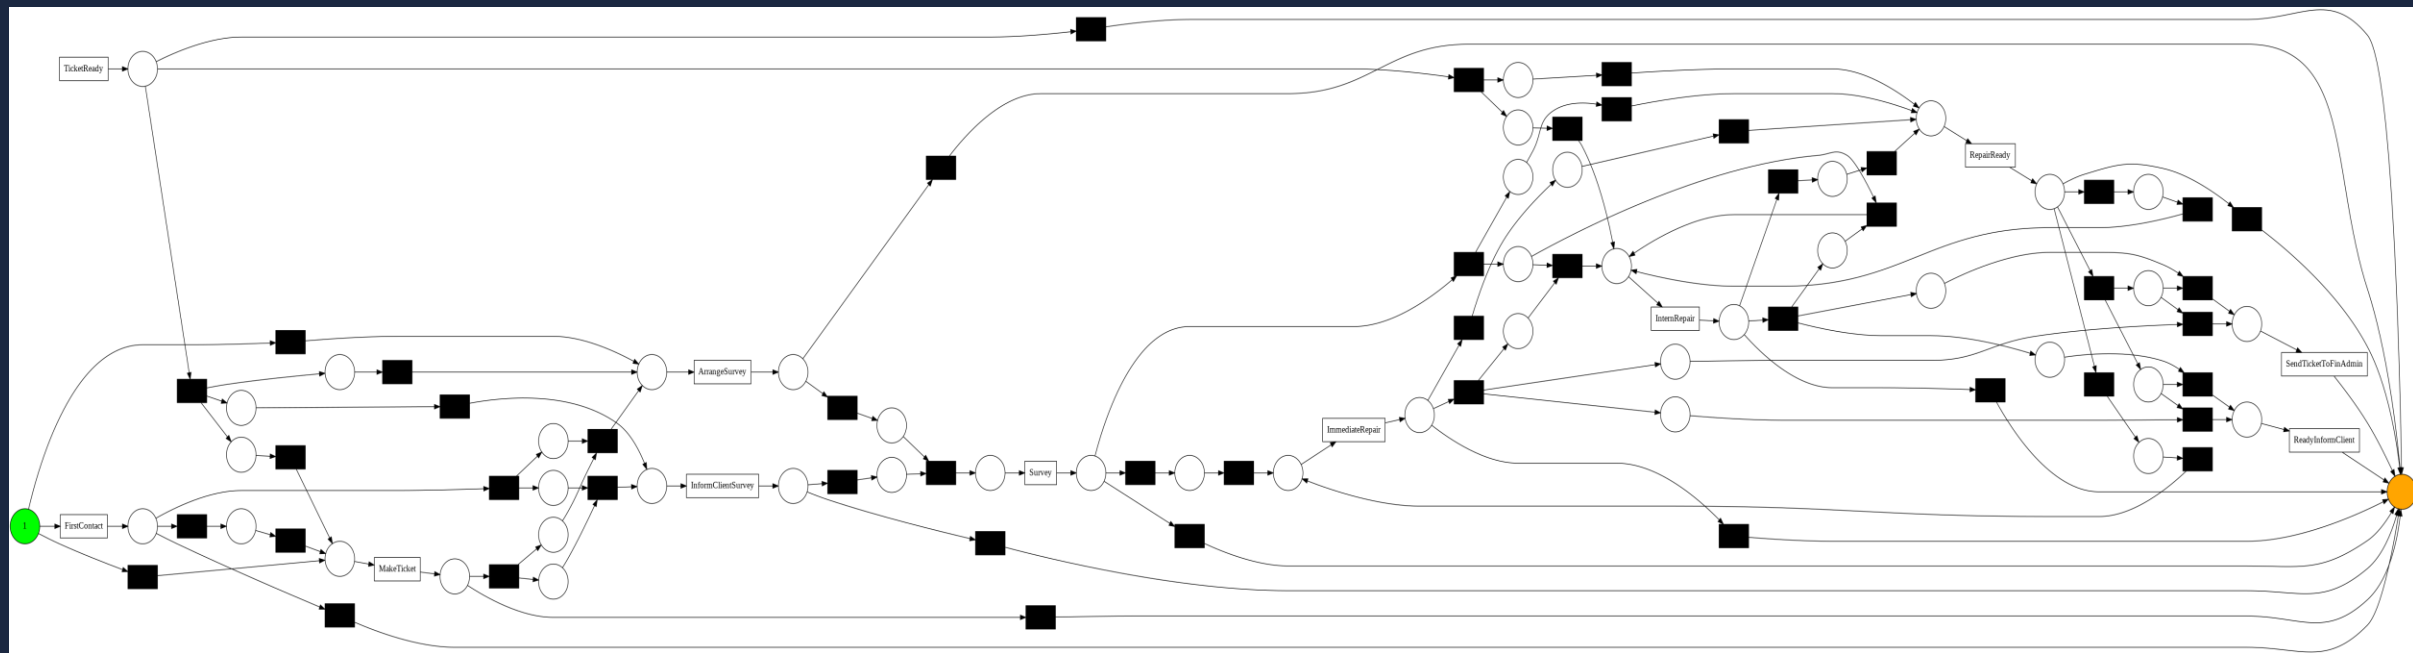 TicketReady
RepairReady
InternRepair
ArrangeSurvey
SendTicketToFinAdmin
ImmediateRepair
ReadyInformClient
Survey
InformClientSurvey
1
FirstContact
MakeTicket